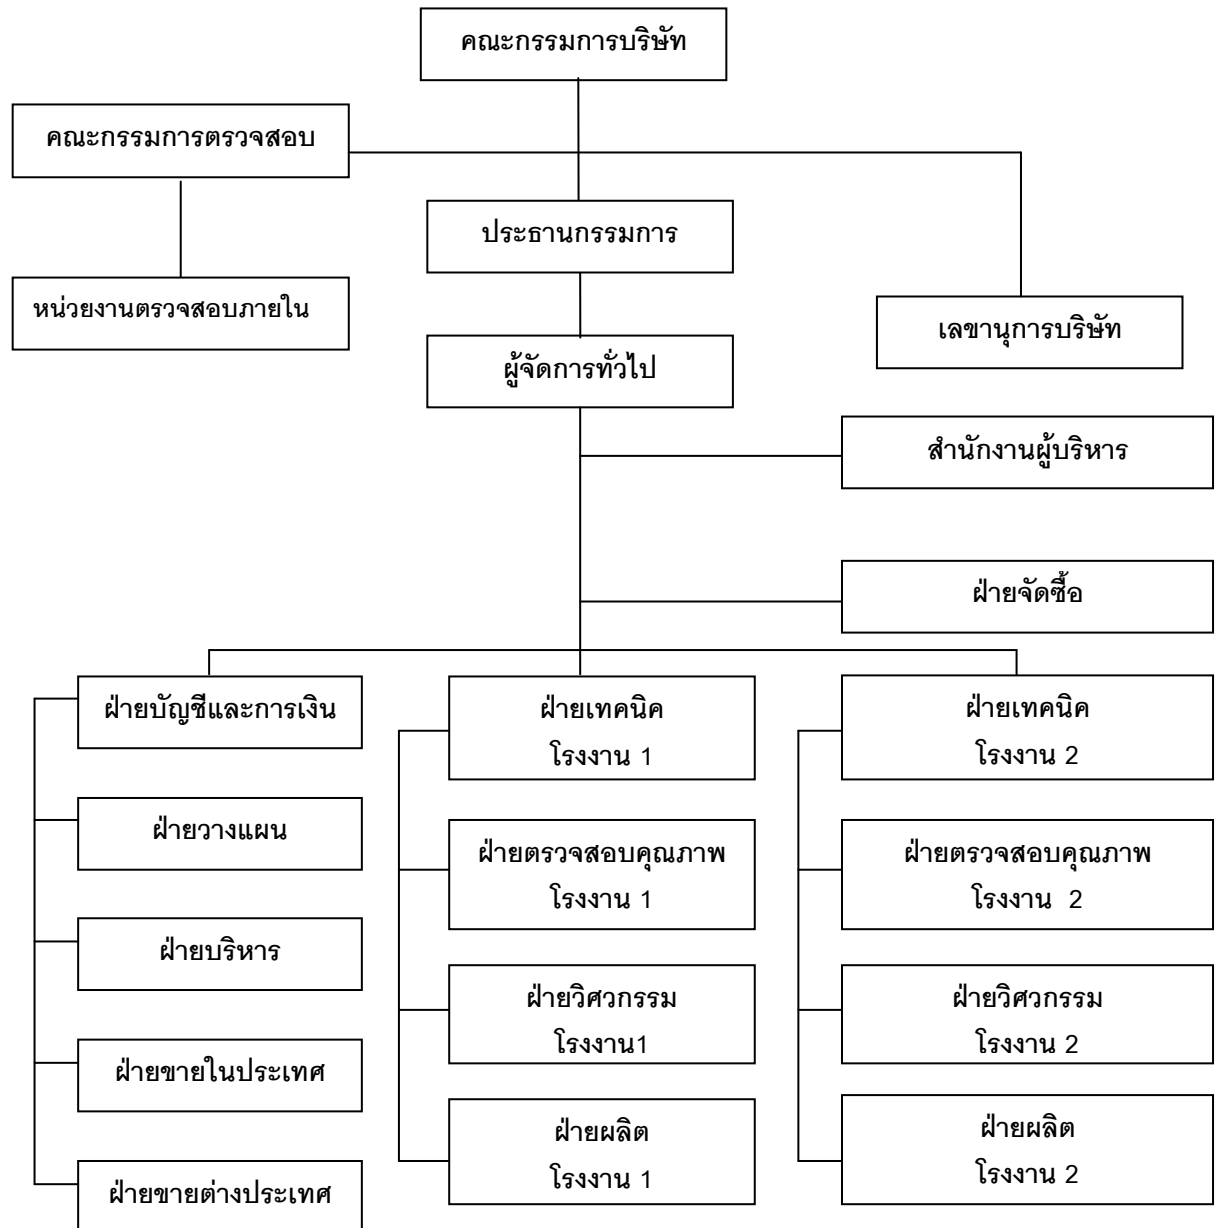 คณะกรรมการบริษัท
คณะกรรมการตรวจสอบ
ประธานกรรมการ
หน่วยงานตรวจสอบภายใน
เลขานุการบริษัท
ผู้จัดการทั่วไป
สำนักงานผู้บริหาร
ฝ่ายจัดซื้อ
ฝ่ายบัญชีและการเงิน
ฝ่ายวางแผน
ฝ่ายบริหาร
ฝ่ายขายในประเทศ
ฝ่ายขายต่างประเทศ
ฝ่ายเทคนิค
โรงงาน 1
ฝ่ายตรวจสอบคุณภาพ
โรงงาน 1
ฝ่ายวิศวกรรม
โรงงาน1
ฝ่ายผลิต
โรงงาน 1
ฝ่ายเทคนิค
โรงงาน 2
ฝ่ายตรวจสอบคุณภาพ
โรงงาน 2
ฝ่ายวิศวกรรม
โรงงาน 2
ฝ่ายผลิต
โรงงาน 2